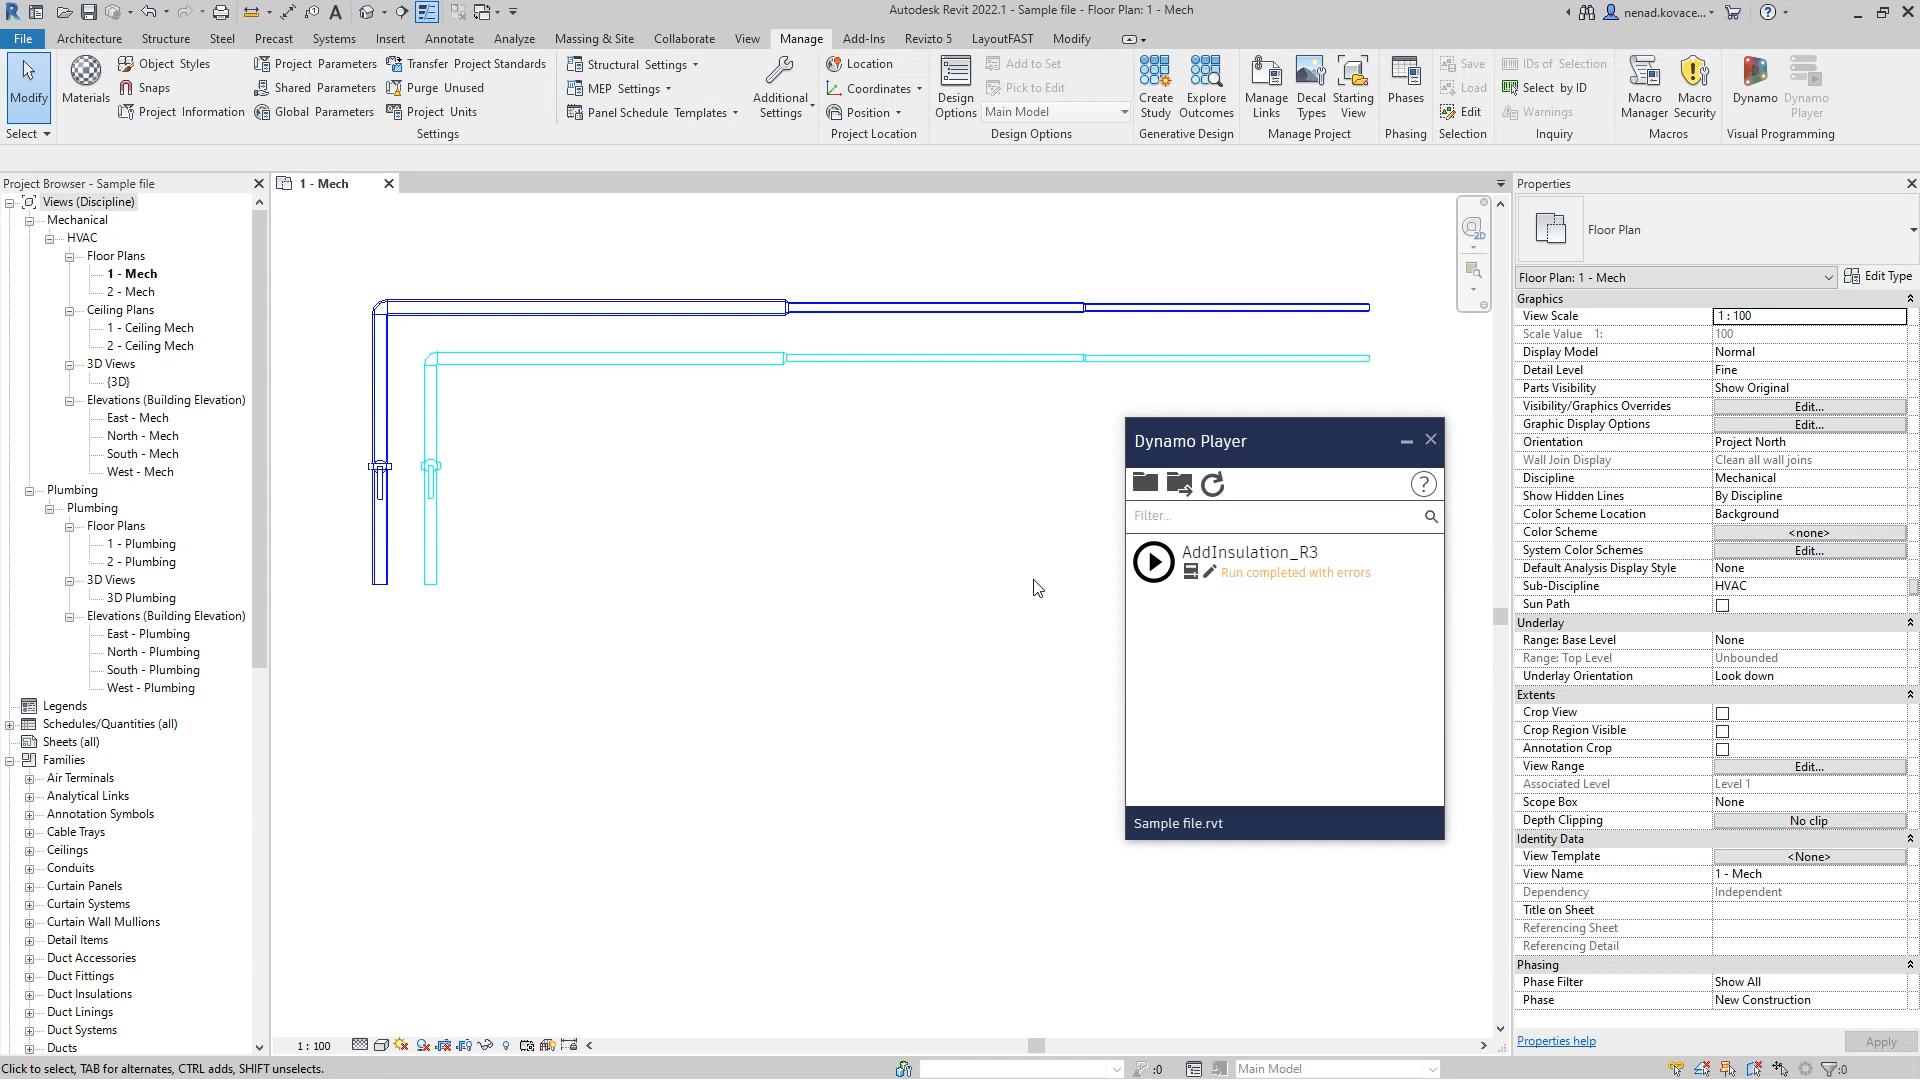 Autodesk Revit 2022.1 - Sample file - Floor Plan: 1 - Mech
nenad.kovace...
File Architecture Structure Steel Precast Systems Insert Annotate Analyze Massing & Site Collaborate View Manage Add-Ins Revizto 5 LayoutFAST Modify
Modify
Select
Materials
Object Styles
Snaps
Project Information
Project Parameters
Shared Parameters
Global Parameters
Transfer Project Standards
Purge Unused
Project Units
Settings
Structural Settings
MEP Settings
Panel Schedule Templates
Additional Settings
Location
Coordinates
Position
Project Location
Design Options
Add to Set
Pick to Edit
Main Model
Design Options
Create Study
Explore Outcomes
Generative Design
Manage Links
Decal Types
Starting View
Manage Project
Phases
Phasing
Save
Load
Edit
Selection
IDs of Selection
Select by ID
Warnings
Inquiry
Macro Manager
Macro Security
Macros
Dynamo
Dynamo Player
Visual Programming
Project Browser - Sample file
Views (Discipline)
Mechanical
HVAC
Floor Plans
1 - Mech
2 - Mech
Ceiling Plans
1 - Ceiling Mech
2 - Ceiling Mech
3D Views
{3D}
Elevations (Building Elevation)
East - Mech
North - Mech
South - Mech
West - Mech
Plumbing
Plumbing
Floor Plans
1 - Plumbing
2 - Plumbing
3D Views
3D Plumbing
Elevations (Building Elevation)
East - Plumbing
North - Plumbing
South - Plumbing
West - Plumbing
Legends
Schedules/Quantities (all)
Sheets (all)
Families
Air Terminals
Analytical Links
Annotation Symbols
Cable Trays
Ceilings
Conduits
Curtain Panels
Curtain Systems
Curtain Wall Mullions
Detail Items
Duct Accessories
Duct Fittings
Duct Insulations
Duct Linings
Duct Systems
Ducts
1 - Mech
2D
Dynamo Player
Filter...
AddInsulation_R3
Run completed with errors
Sample file.rvt
1 : 100
Properties
Floor Plan
Floor Plan: 1 - Mech
Edit Type
Graphics
View Scale 1 : 100
Scale Value 1: 100
Display Model Normal
Detail Level Fine
Parts Visibility Show Original
Visibility/Graphics Overrides Edit...
Graphic Display Options Edit...
Orientation Project North
Wall Join Display Clean all wall joins
Discipline Mechanical
Show Hidden Lines By Discipline
Color Scheme Location Background
Color Scheme <none>
System Color Schemes Edit...
Default Analysis Display Style None
Sub-Discipline HVAC
Sun Path
Underlay
Range: Base Level None
Range: Top Level Unbounded
Underlay Orientation Look down
Extents
Crop View
Crop Region Visible
Annotation Crop
View Range Edit...
Associated Level Level 1
Scope Box None
Depth Clipping No clip
Identity Data
View Template <None>
View Name 1 - Mech
Dependency Independent
Title on Sheet
Referencing Sheet
Referencing Detail
Phasing
Phase Filter Show All
Phase New Construction
Properties help
Apply
Click to select, TAB for alternates, CTRL adds, SHIFT unselects.
:0
Main Model
:0